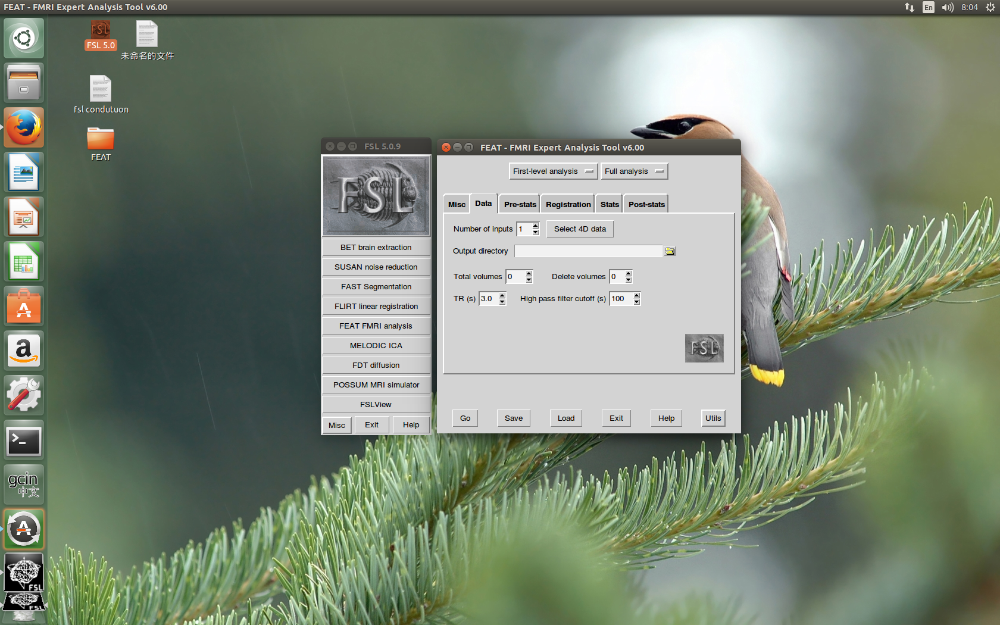 FEAT - FMRI Expert Analysis Tool v6.00
En
8:04
FSL
FSL 5.0
未命名的文件
fsl condutuon
FEAT
gcin
中文
FSL
FSL
FSL 5.0.9
FSL
BET brain extraction
SUSAN noise reduction
FAST Segmentation
FLIRT linear registration
FEAT FMRI analysis
MELODIC ICA
FDT diffusion
POSSUM MRI simulator
FSLView
Misc Exit Help
FEAT - FMRI Expert Analysis Tool v6.00
First-level analysis Full analysis
Misc Data Pre-stats Registration Stats Post-stats
Number of inputs 1 Select 4D data
Output directory
Total volumes 0 Delete volumes 0
TR (s) 3.0 High pass filter cutoff (s) 100
FSL
Go Save Load Exit Help Utils